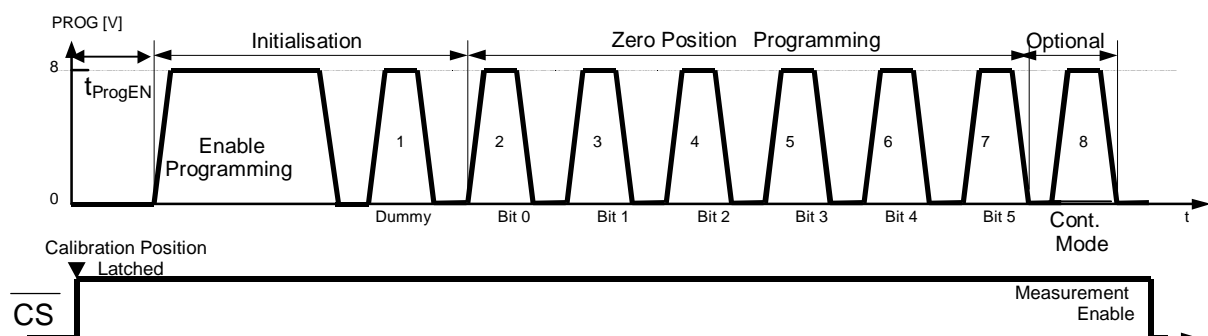 PROG [V]
Initialisation
Zero Position Programming
Optional
8
tProgEN
Enable
Programming
1
2
3
4
5
6
7
8
0
Dummy
Bit 0
Bit 1
Bit 2
Bit 3
Bit 4
Bit 5
Cont.
Mode
t
Calibration Position
Latched
CS
Measurement
Enable